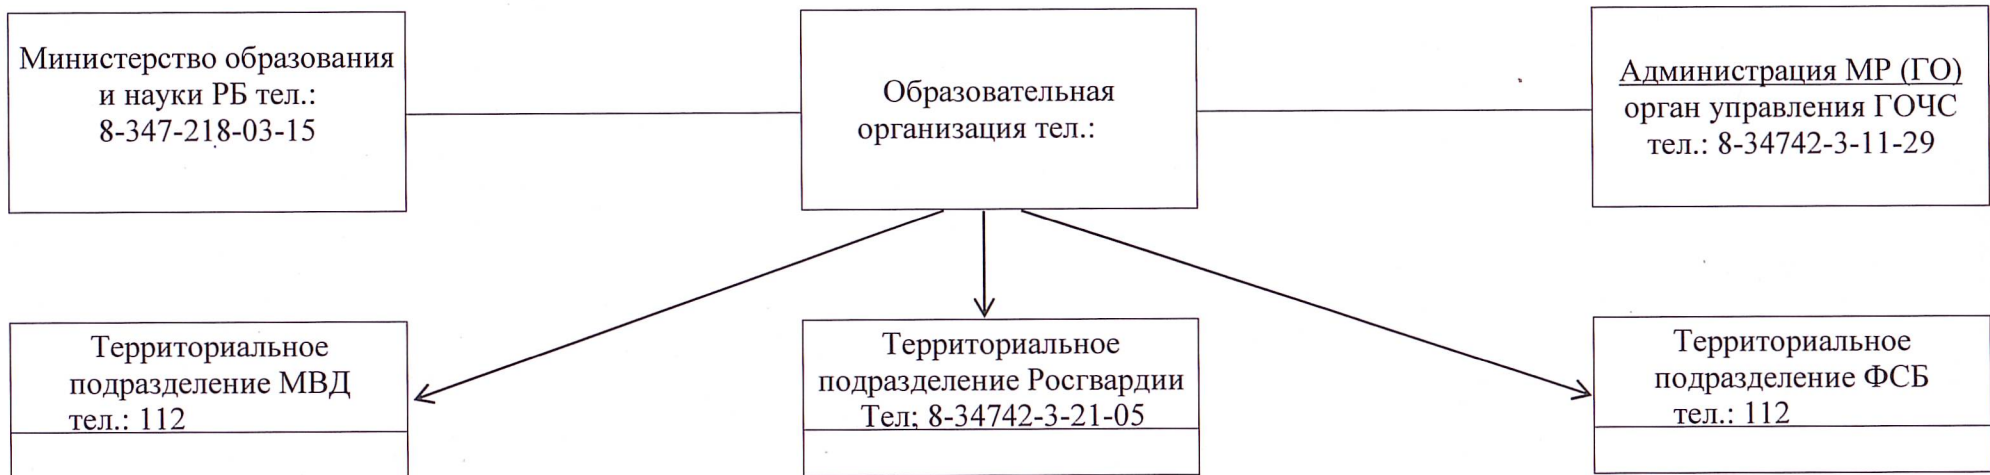 Министерство образования
и науки РБ тел.:
8-347-218-03-15
Образовательная
организация тел.:
Администрация МР (ГО)
орган управления ГОЧС
тел.: 8-34742-3-11-29
Территориальное
подразделение МВД
тел.: 112
Территориальное
подразделение Росгвардии
Тел; 8-34742-3-21-05
Территориальное
подразделение ФСБ
тел.: 112